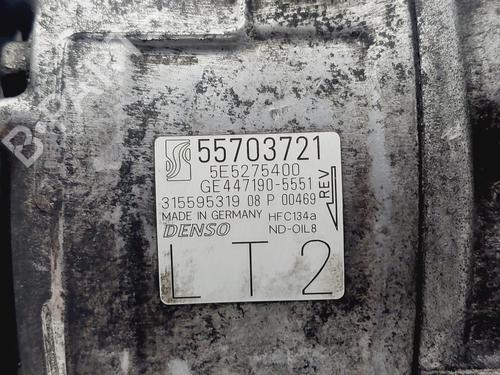 55703721
5E5275400
GE447190-5551
315595319 08 P 00469
REV
MADE IN GERMANY HFC134a
DENSO ND-OIL8
LT2